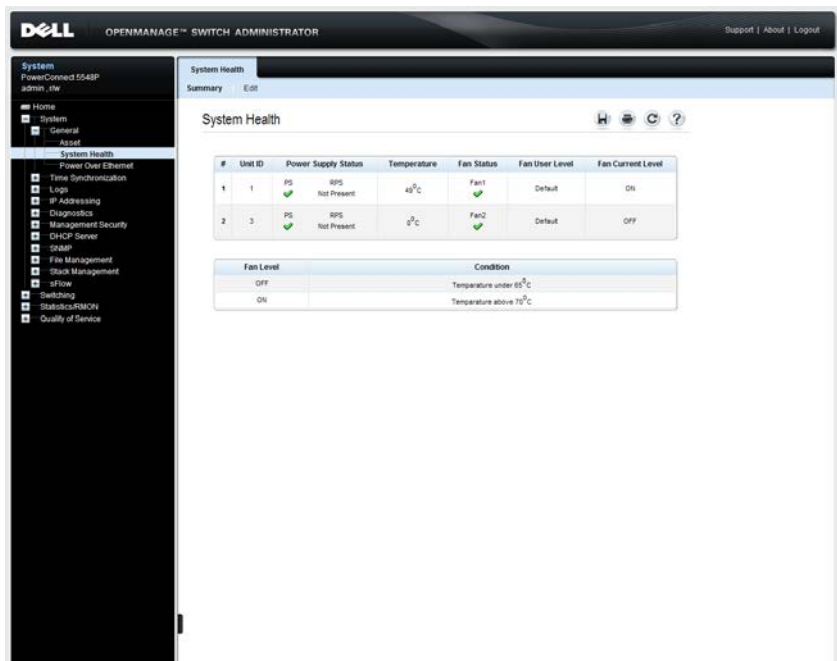 DELL OPENMANAGE™ SWITCH ADMINISTRATOR
Support | About | Logout
System
PowerConnect 5548P
admin , r/w
Home
System
General
Asset
System Health
Power Over Ethernet
Time Synchronization
Logs
IP Addressing
Diagnostics
Management Security
DHCP Server
SNMP
File Management
Stack Management
sFlow
Switching
Statistics/RMON
Quality of Service
System Health
Summary Edit
System Health
# Unit ID Power Supply Status Temperature Fan Status Fan User Level Fan Current Level
1 1 PS RPS Not Present 49⁰C Fan1 Default ON
2 3 PS RPS Not Present 0⁰C Fan2 Default OFF
Fan Level Condition
OFF Temparature under 65⁰C
ON Temparature above 70⁰C